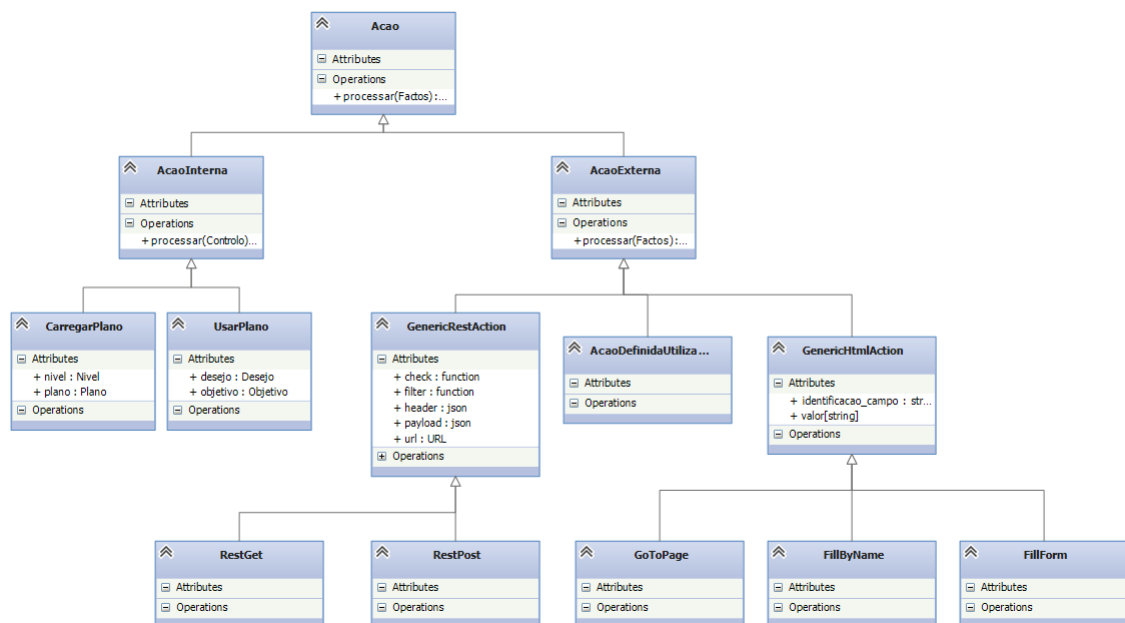 Acao
Attributes
Operations
+ processar(Factos):...
AcaoInterna
Attributes
Operations
+ processar(Controlo)...
AcaoExterna
Attributes
Operations
+ processar(Factos):...
CarregarPlano
Attributes
+ nivel : Nivel
+ plano : Plano
Operations
UsarPlano
Attributes
+ desejo : Desejo
+ objetivo : Objetivo
Operations
GenericRestAction
Attributes
+ check : function
+ filter : function
+ header : json
+ payload : json
+ url : URL
Operations
AcaoDefinidaUtiliza...
Attributes
Operations
GenericHtmlAction
Attributes
+ identificacao_campo : str...
+ valor[string]
Operations
RestGet
Attributes
Operations
RestPost
Attributes
Operations
GoToPage
Attributes
Operations
FillByName
Attributes
Operations
FillForm
Attributes
Operations